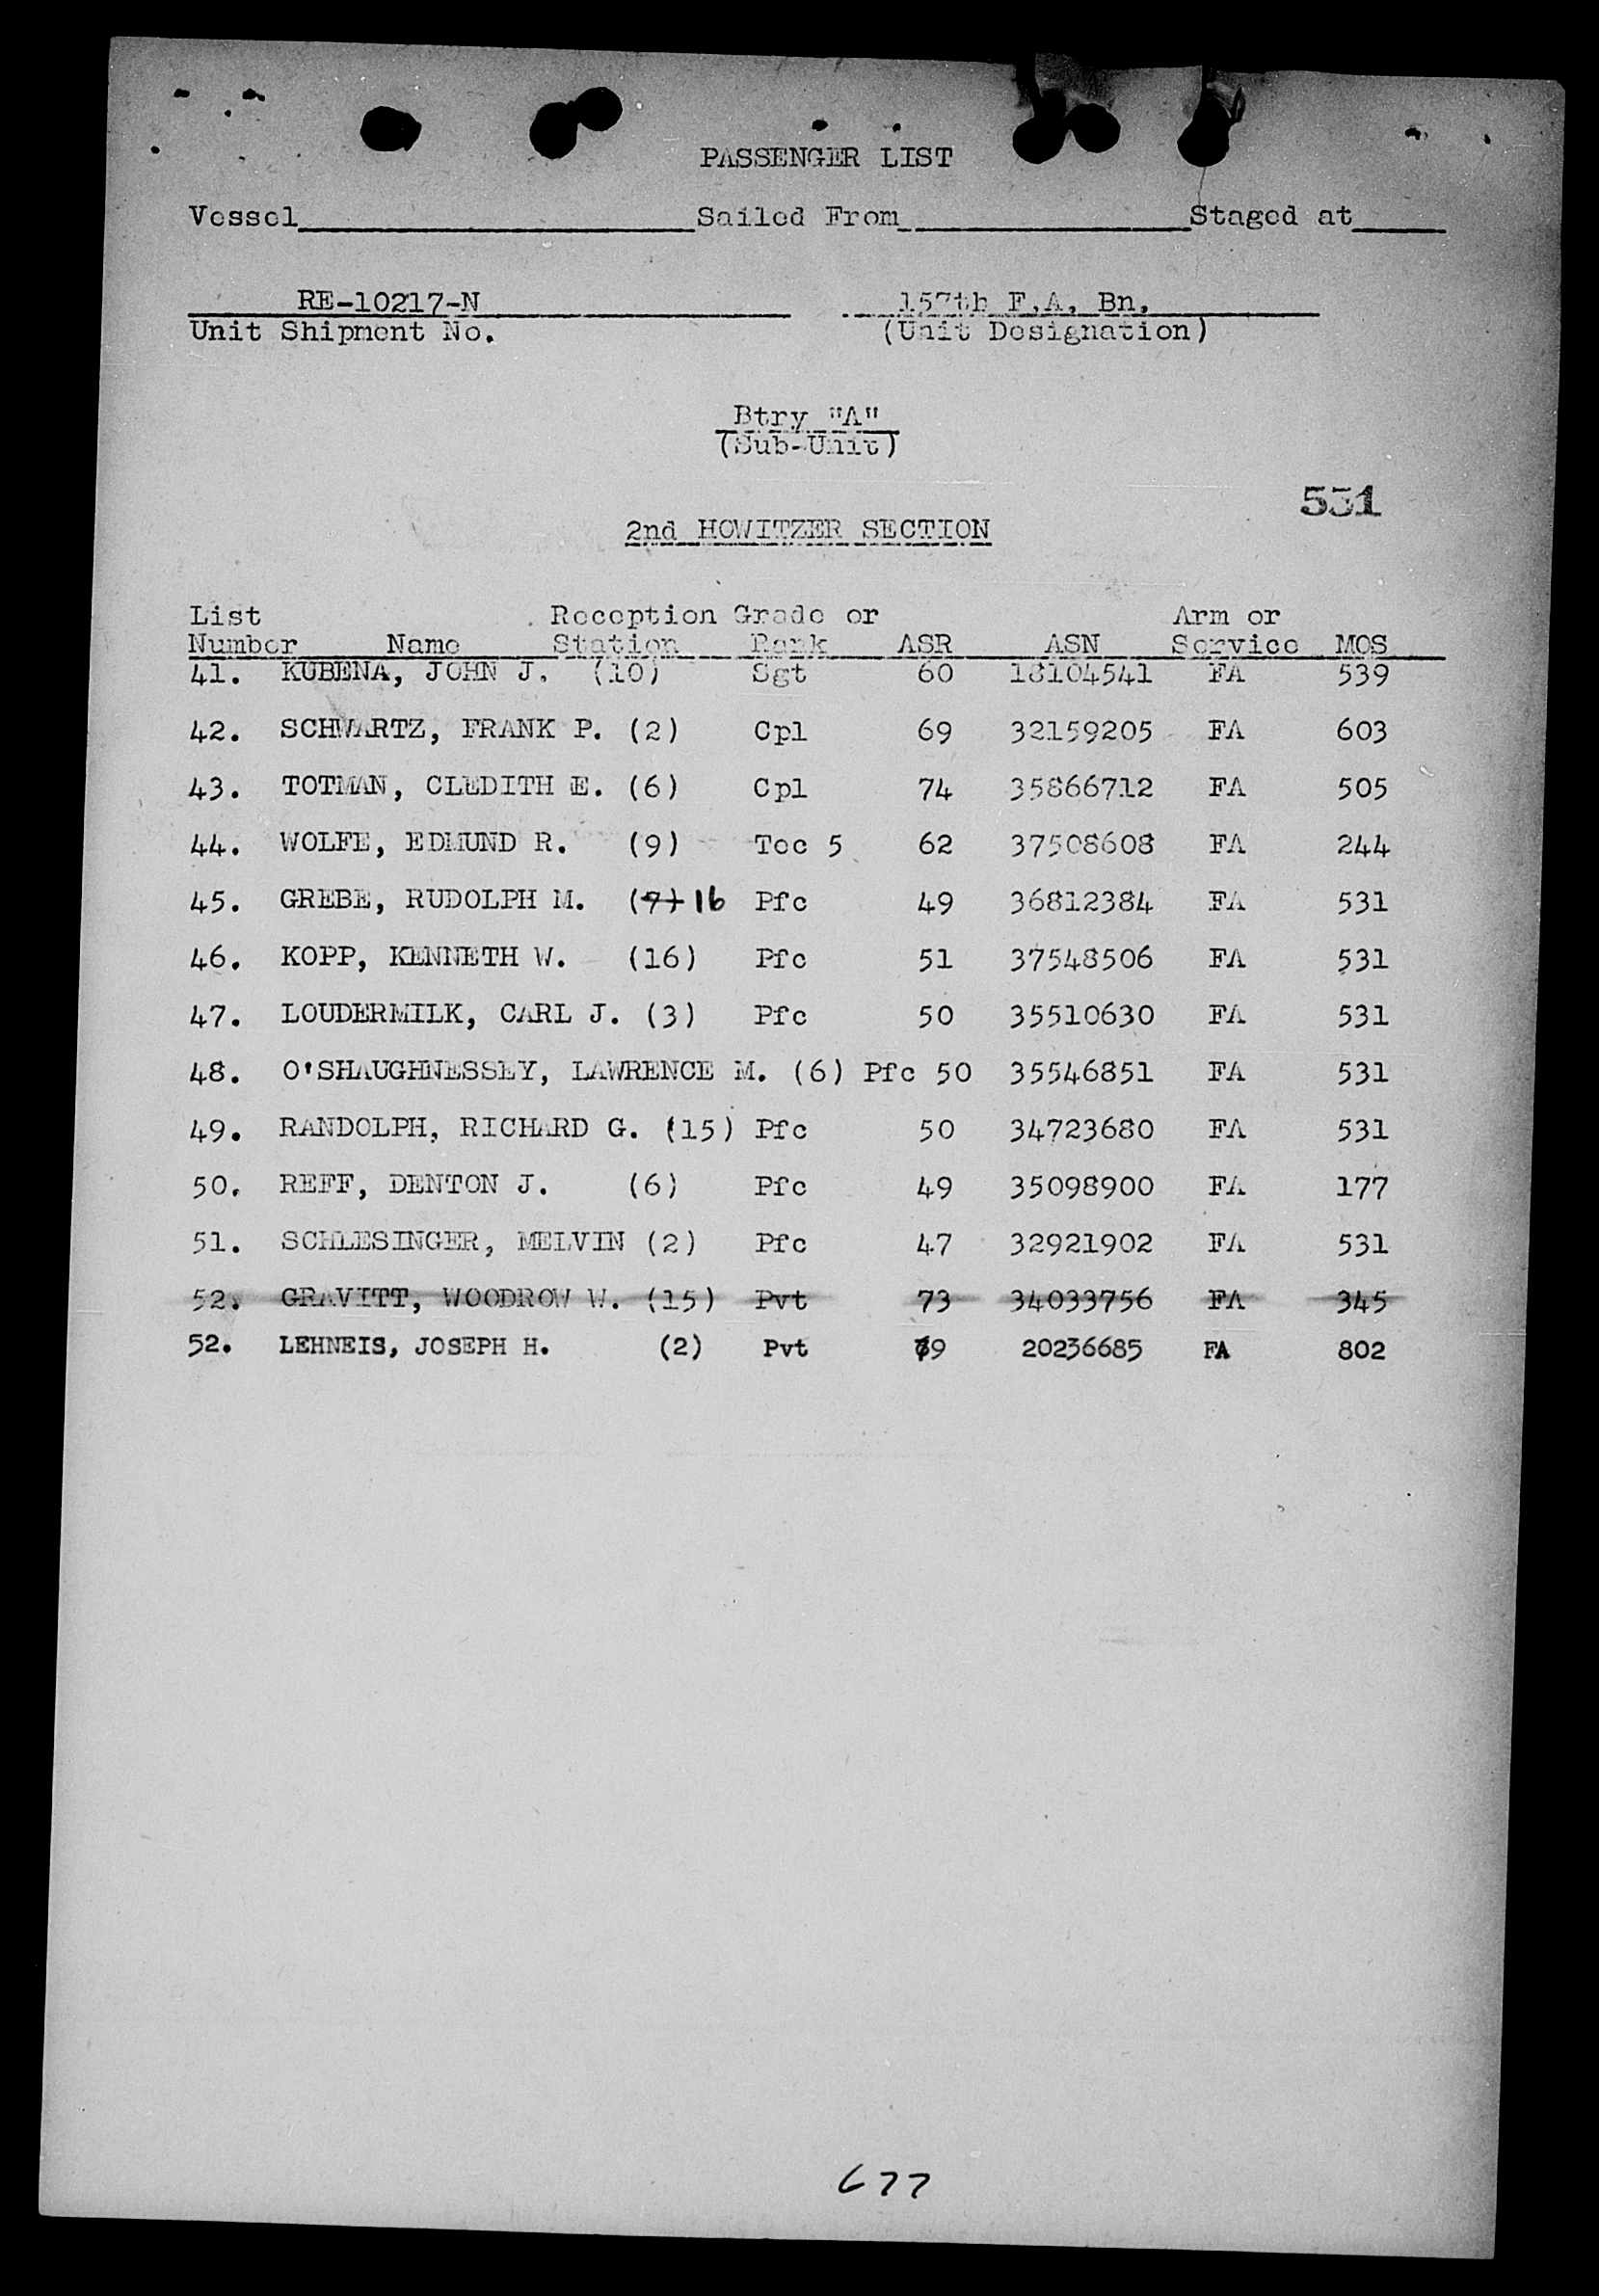 PASSENGER LIST
Vessel Sailed From Staged at
RE-10217-N 157th F.A. Bn.
Unit Shipment No. (Unit Designation)
Btry "A"
(Sub-Unit)
531
2nd HOWITZER SECTION
List Reception Grade or Arm or
Number Name Station Rank ASR ASN Service MOS
41. KUBENA, JOHN J. (10) Sgt 60 18104541 FA 539
42. SCHWARTZ, FRANK P. (2) Cpl 69 32159205 FA 603
43. TOTMAN, CLEDITH E. (6) Cpl 74 35866712 FA 505
44. WOLFE, EDMUND R. (9) Tec 5 62 37508608 FA 244
45. GREBE, RUDOLPH M. (9) 16 Pfc 49 36812384 FA 531
46. KOPP, KENNETH W. (16) Pfc 51 37548506 FA 531
47. LOUDERMILK, CARL J. (3) Pfc 50 35510630 FA 531
48. O'SHAUGHNESSEY, LAWRENCE M. (6) Pfc 50 35546851 FA 531
49. RANDOLPH, RICHARD G. (15) Pfc 50 34723680 FA 531
50. REFF, DENTON J. (6) Pfc 49 35098900 FA 177
51. SCHLESINGER, MELVIN (2) Pfc 47 32921902 FA 531
52. GRAVITT, WOODROW W. (15) Pvt 73 34033756 FA 345
52. LEHNEIS, JOSEPH H. (2) Pvt 20236685 FA 802
677